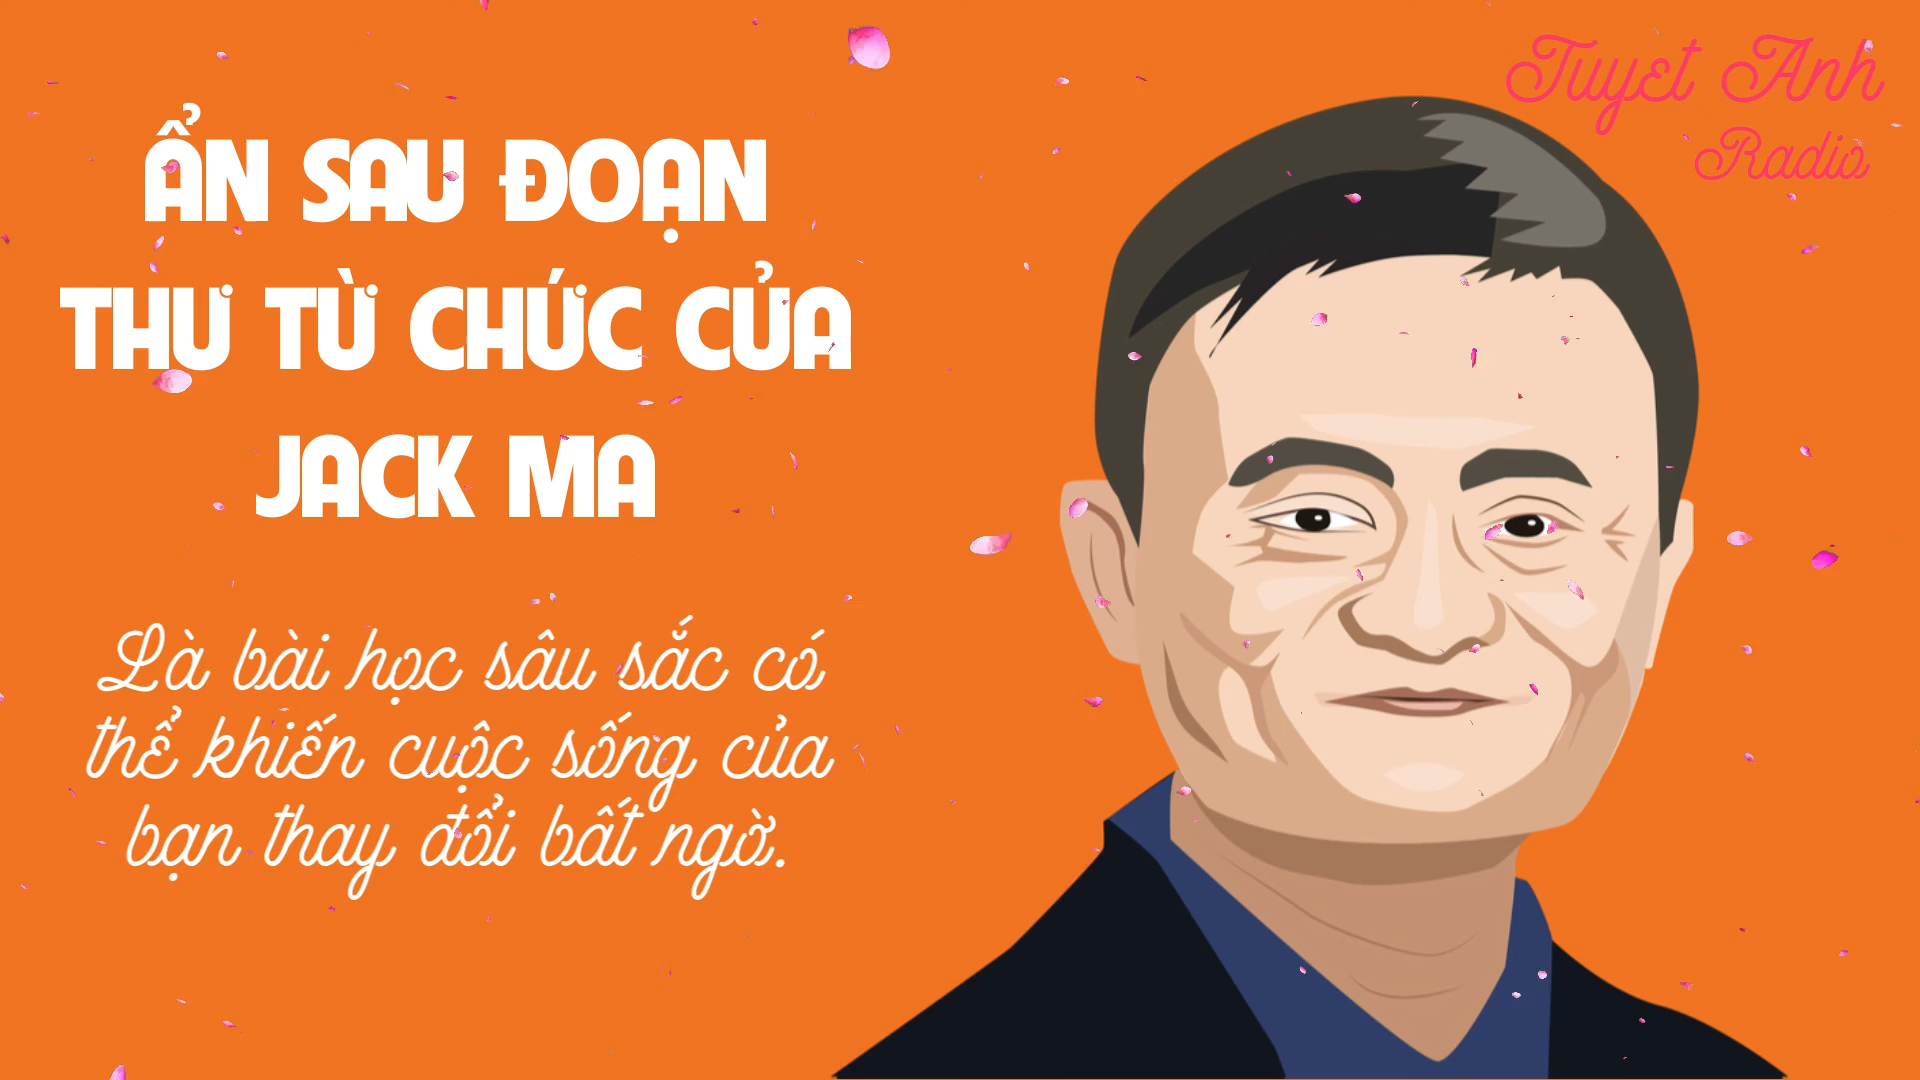 ẨN SAU ĐOẠN
THƯ TỪ CHỨC CỦA
JACK MA
Là bài học sâu sắc có
thể khiến cuộc sống của
bạn thay đổi bất ngờ.
Tuyet Anh
Radio